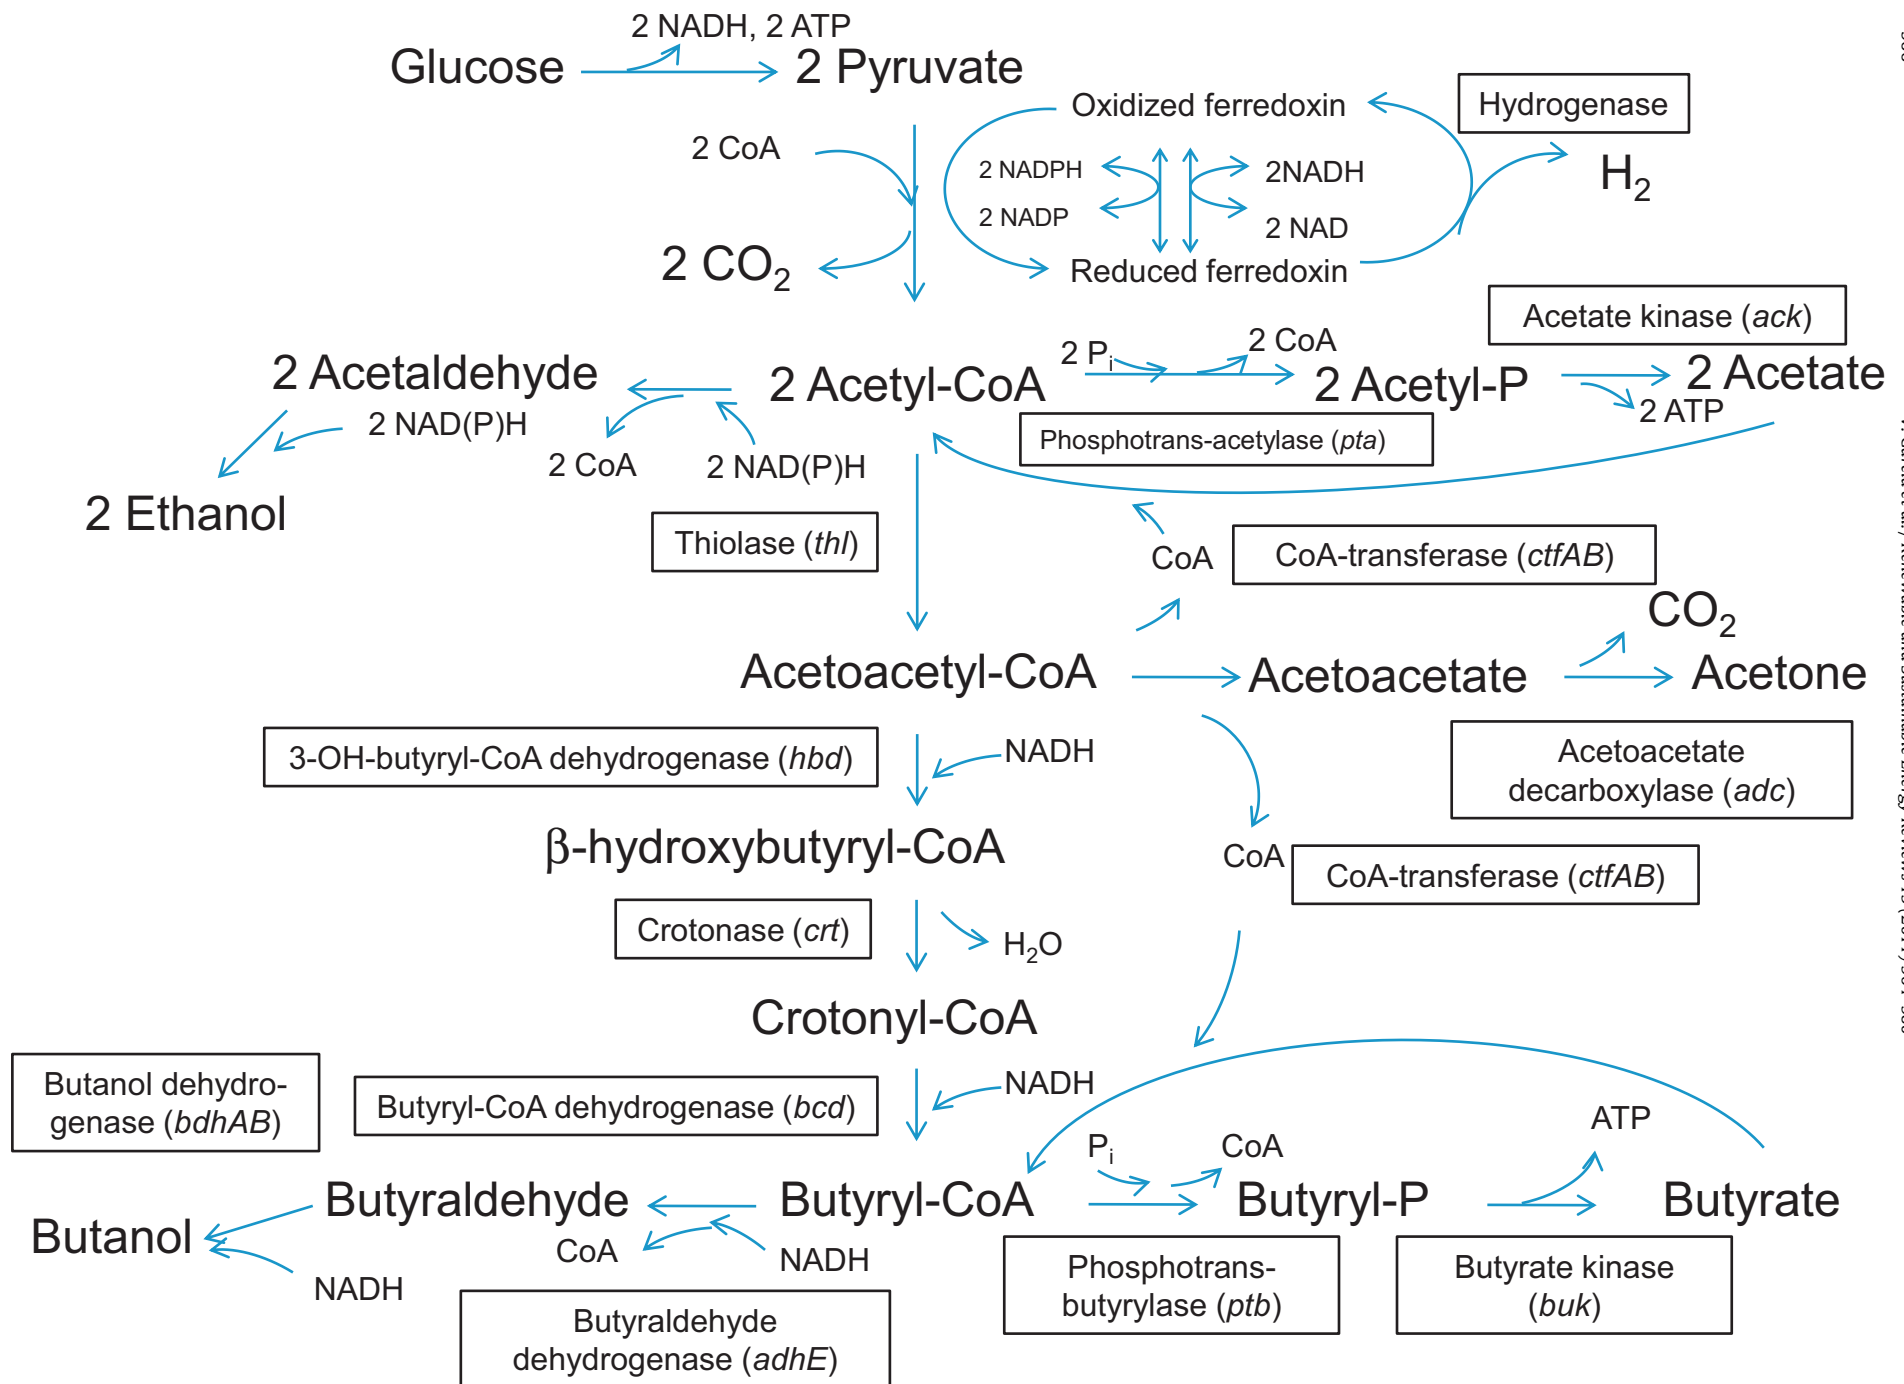 2 NADH, 2 ATP
Glucose
2 Pyruvate
Oxidized ferredoxin
Hydrogenase
2 CoA
2 NADPH
2NADH
H2
2 NADP
2 NAD
2 CO2
Reduced ferredoxin
Acetate kinase (ack)
2 Pi
2 CoA
2 Acetaldehyde
2 Acetyl-CoA
2 Acetyl-P
2 Acetate
2 ATP
2 NAD(P)H
Phosphotrans-acetylase (pta)
2 CoA
2 NAD(P)H
2 Ethanol
Thiolase (thl)
CoA
CoA-transferase (ctfAB)
CO2
Acetoacetyl-CoA
Acetoacetate
Acetone
3-OH-butyryl-CoA dehydrogenase (hbd)
NADH
Acetoacetate
decarboxylase (adc)
β-hydroxybutyryl-CoA
CoA
CoA-transferase (ctfAB)
Crotonase (crt)
H2O
Crotonyl-CoA
Butanol dehydro-
genase (bdhAB)
Butyryl-CoA dehydrogenase (bcd)
NADH
ATP
Pi
CoA
Butyraldehyde
Butyryl-CoA
Butyryl-P
Butyrate
Butanol
CoA
NADH
NADH
Phosphotrans-
butyrylase (ptb)
Butyrate kinase
(buk)
Butyraldehyde
dehydrogenase (adhE)